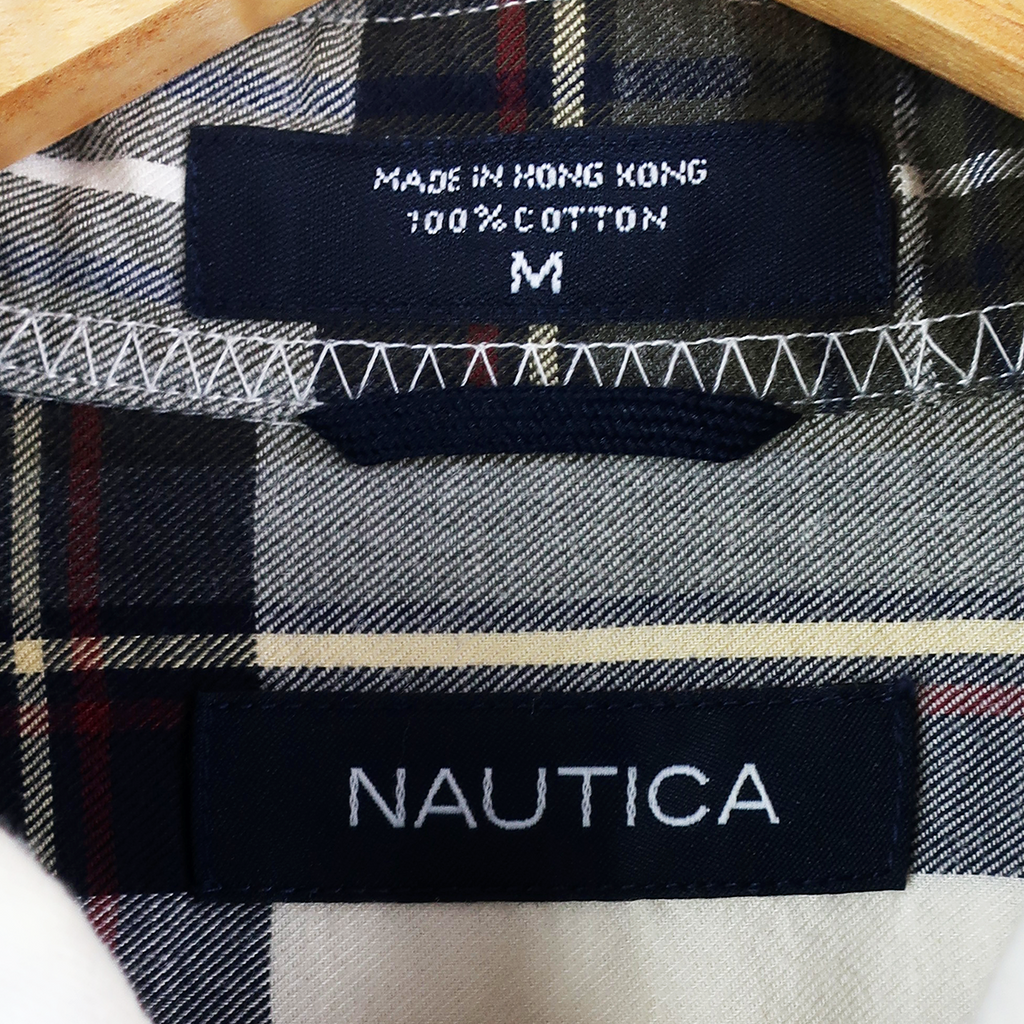 MADE IN HONG KONG
100% COTTON
M
NAUTICA